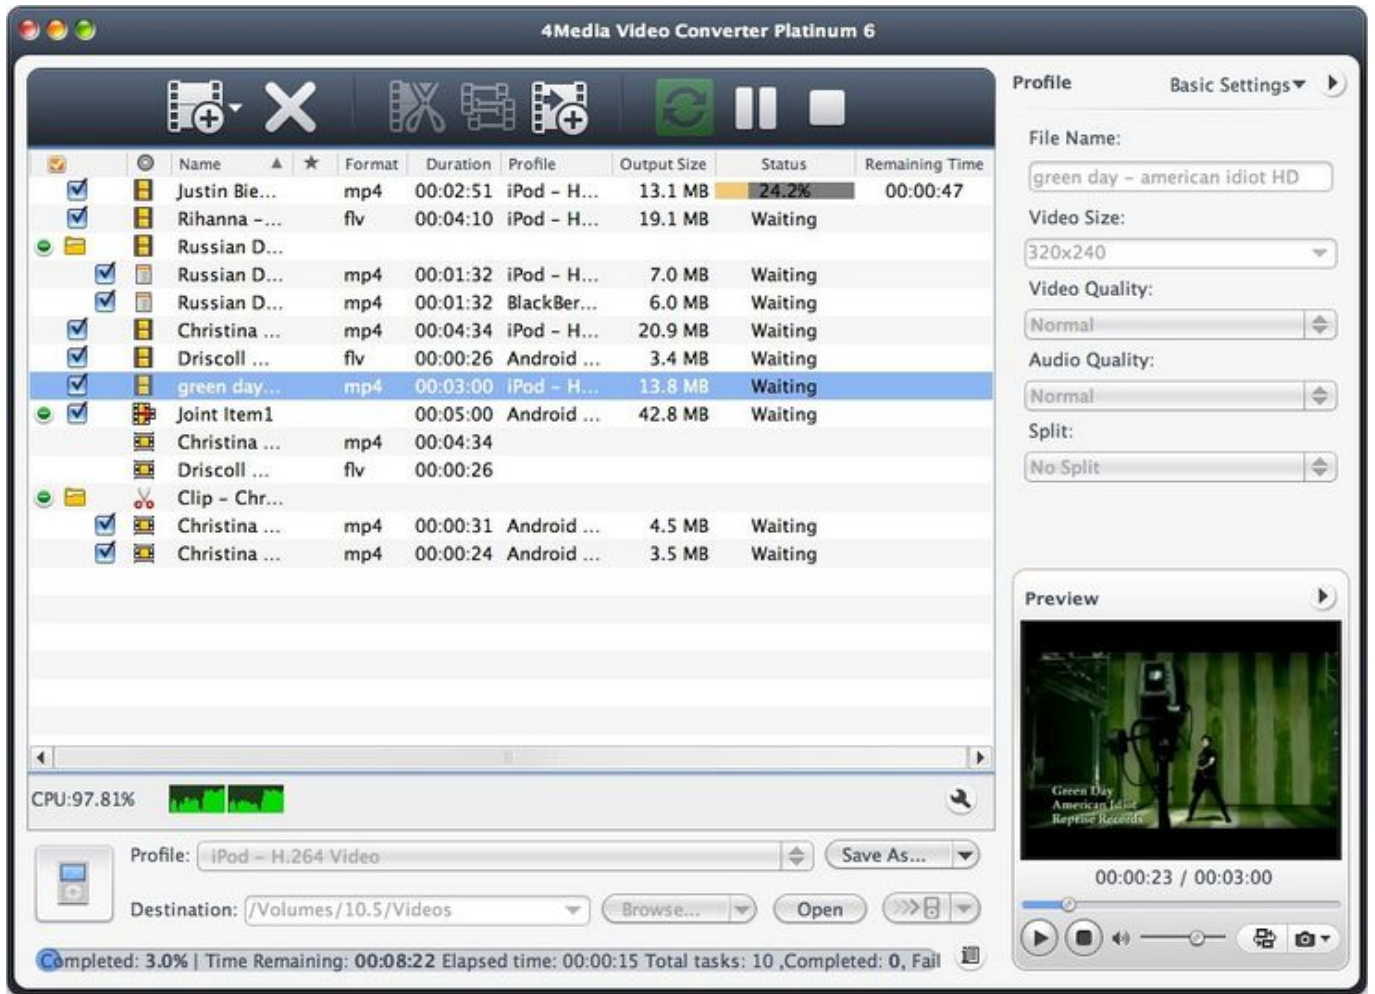 4Media Video Converter Platinum 6
Profile Basic Settings
File Name:
green day – american idiot HD
Video Size:
320x240
Video Quality:
Normal
Audio Quality:
Normal
Split:
No Split
Name Format Duration Profile Output Size Status Remaining Time
Justin Bie... mp4 00:02:51 iPod – H... 13.1 MB 24.2% 00:00:47
Rihanna –... flv 00:04:10 iPod – H... 19.1 MB Waiting
Russian D...
Russian D... mp4 00:01:32 iPod – H... 7.0 MB Waiting
Russian D... mp4 00:01:32 BlackBer... 6.0 MB Waiting
Christina ... mp4 00:04:34 iPod – H... 20.9 MB Waiting
Driscoll ... flv 00:00:26 Android ... 3.4 MB Waiting
green day... mp4 00:03:00 iPod – H... 13.8 MB Waiting
Joint Item1 00:05:00 Android ... 42.8 MB Waiting
Christina ... mp4 00:04:34
Driscoll ... flv 00:00:26
Clip – Chr...
Christina ... mp4 00:00:31 Android ... 4.5 MB Waiting
Christina ... mp4 00:00:24 Android ... 3.5 MB Waiting
CPU:97.81%
Profile: iPod – H.264 Video Save As...
Destination: /Volumes/10.5/Videos Browse... Open
Completed: 3.0% | Time Remaining: 00:08:22 Elapsed time: 00:00:15 Total tasks: 10 ,Completed: 0, Fail
Preview
Green Day
American Idiot
Reprise Records
00:00:23 / 00:03:00